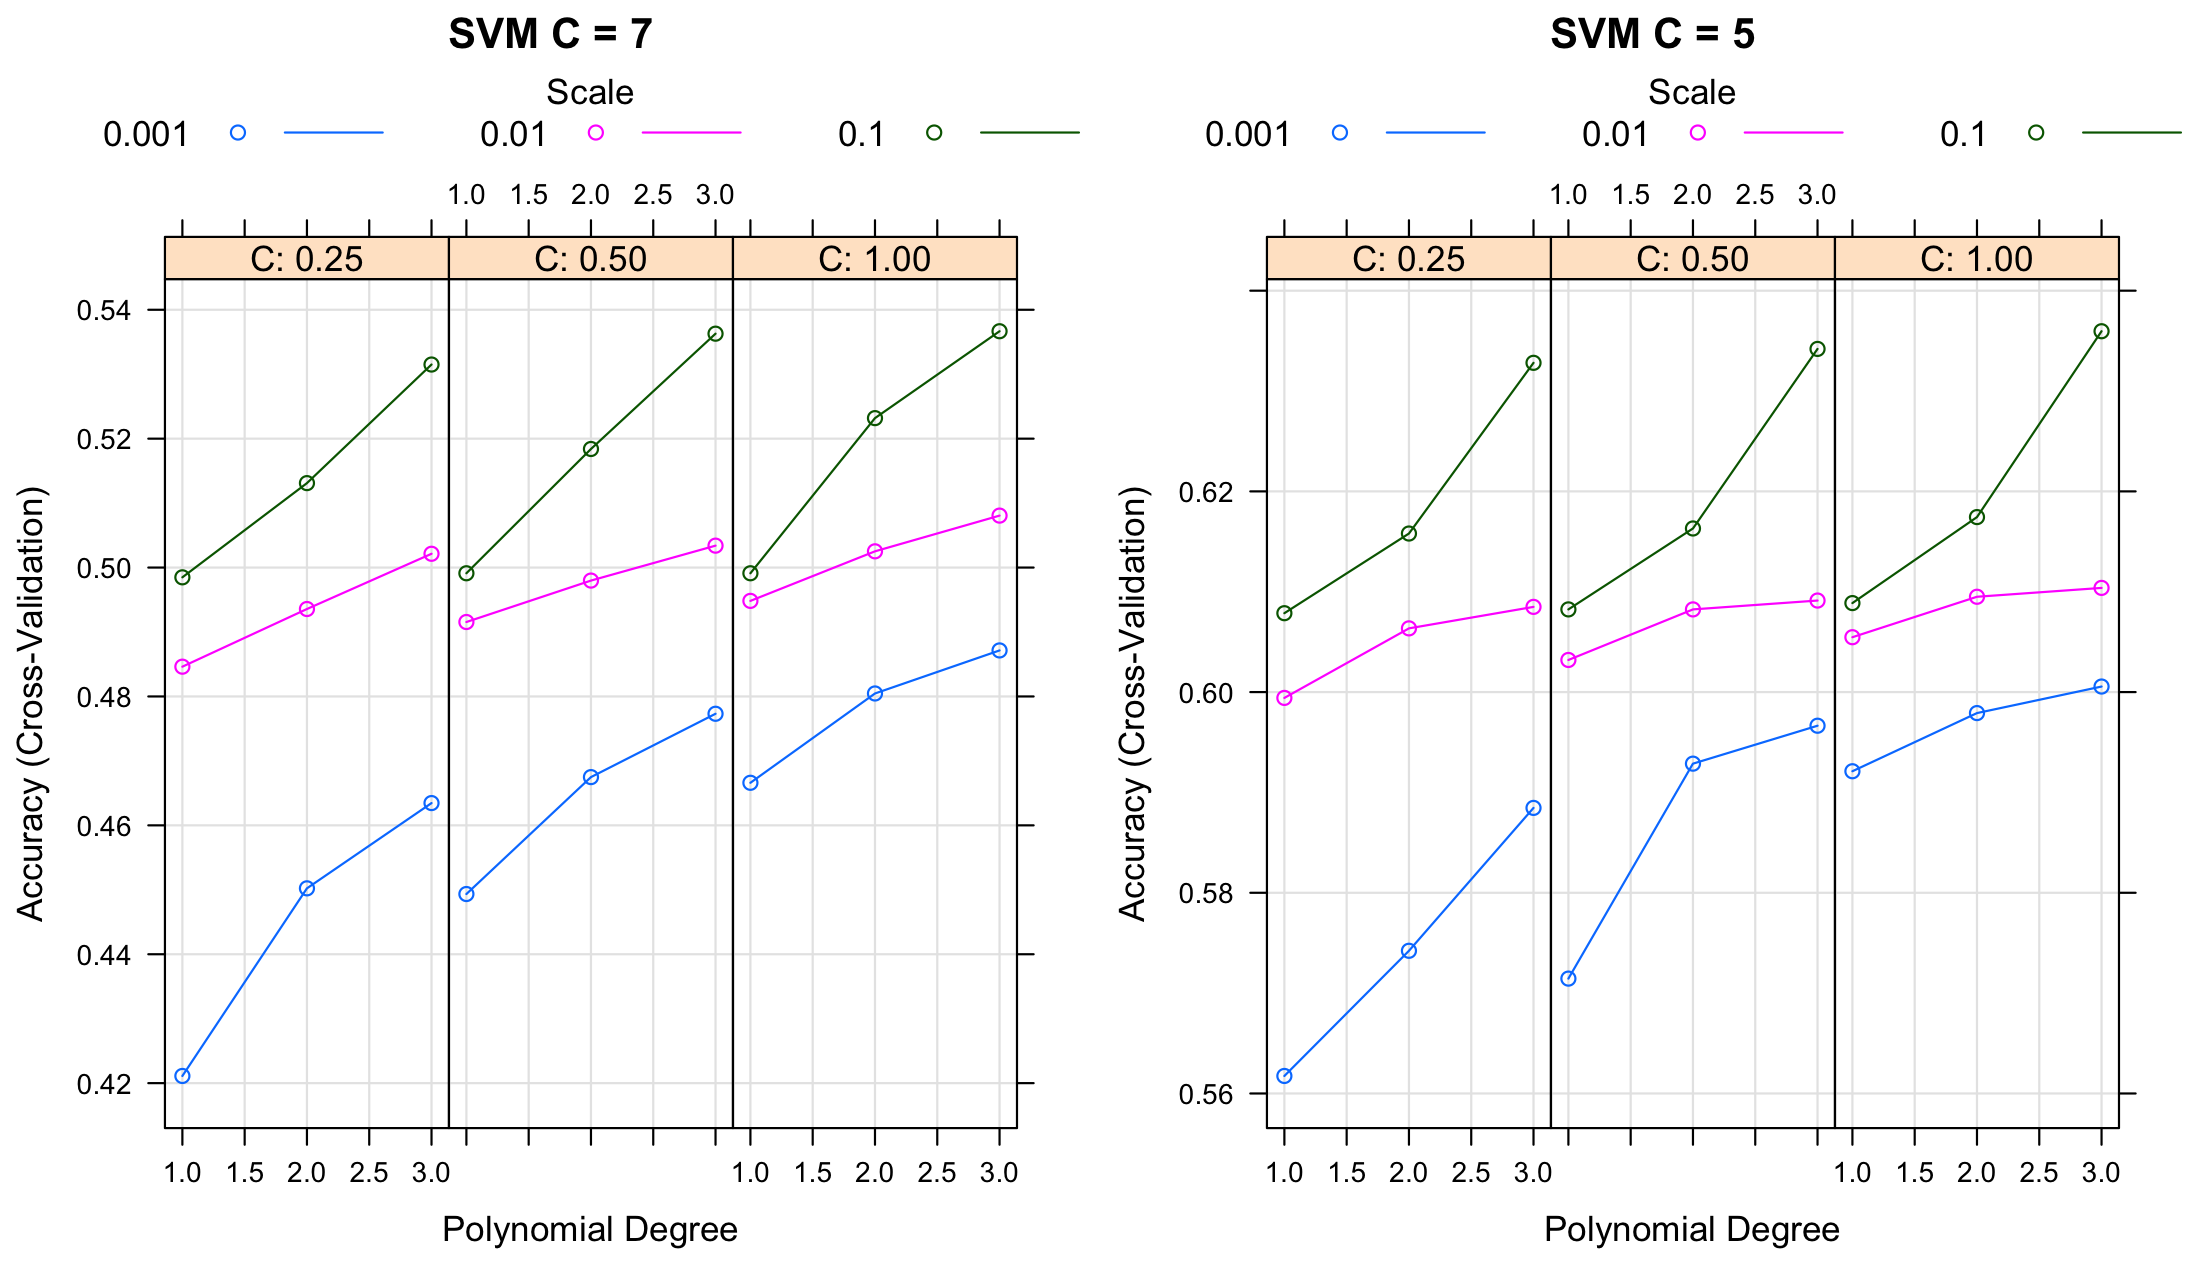 SVM C = 7
Scale
0.001 0.01 0.1
1.0 1.5 2.0 2.5 3.0
C: 0.25 C: 0.50 C: 1.00
0.54
0.52
0.50
0.48
0.46
0.44
0.42
Accuracy (Cross-Validation)
1.0 1.5 2.0 2.5 3.0 1.0 1.5 2.0 2.5 3.0
Polynomial Degree
SVM C = 5
Scale
0.001 0.01 0.1
1.0 1.5 2.0 2.5 3.0
C: 0.25 C: 0.50 C: 1.00
0.62
0.60
0.58
0.56
Accuracy (Cross-Validation)
1.0 1.5 2.0 2.5 3.0 1.0 1.5 2.0 2.5 3.0
Polynomial Degree